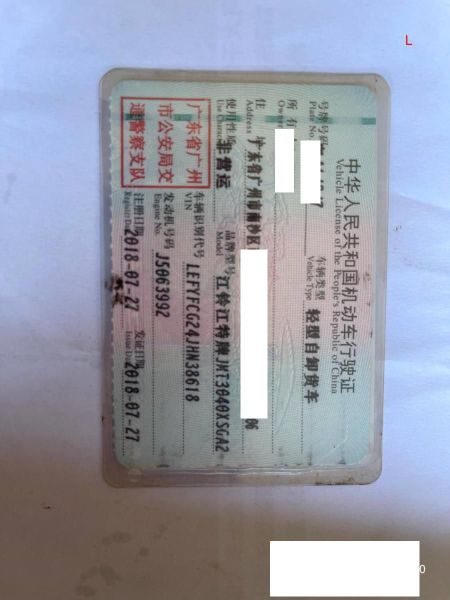 中华人民共和国机动车行驶证
Vehicle License of the People's Republic of China
号牌号码
Plate No.
7
车辆类型
Vehicle Type
轻型自卸货车
所有人
Owner
住
Address
广东省广州市南沙区
06
使用性质
Use Character
非营运
品牌型号
Model
江铃江特牌JMT3040XSGA2
广东省广州
市公安局交
通警察支队
车辆识别代号
VIN
LEFYFCG24JHN38618
发动机号码
Engine No.
J5063992
注册日期
Register Date
2018-07-27
发证日期
Issue Date
2018-07-27
L
0